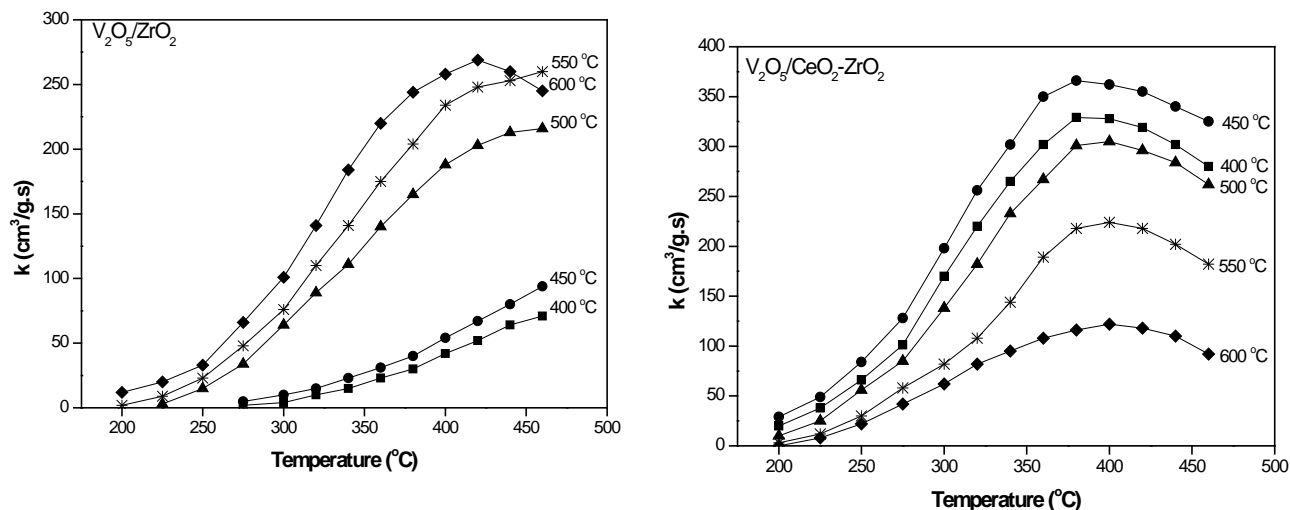 V₂O₅/ZrO₂
300
250
200
150
100
50
0
k (cm³/g.s)
550 °C
600 °C
500 °C
450 °C
400 °C
200 250 300 350 400 450 500
Temperature (°C)
V₂O₅/CeO₂-ZrO₂
400
350
300
250
200
150
100
50
0
k (cm³/g.s)
450 °C
400 °C
500 °C
550 °C
600 °C
200 250 300 350 400 450 500
Temperature (°C)